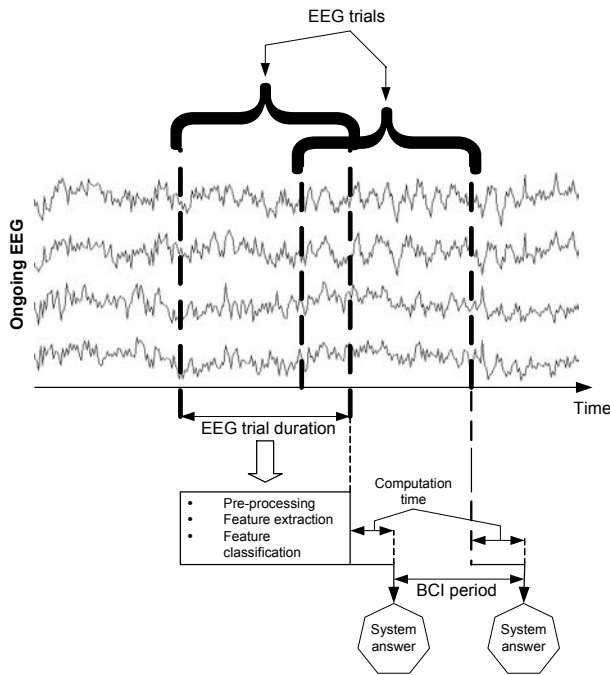 EEG trials
Ongoing EEG
Time
EEG trial duration
• Pre-processing
• Feature extraction
• Feature
classification
Computation
time
BCI period
System
answer
System
answer